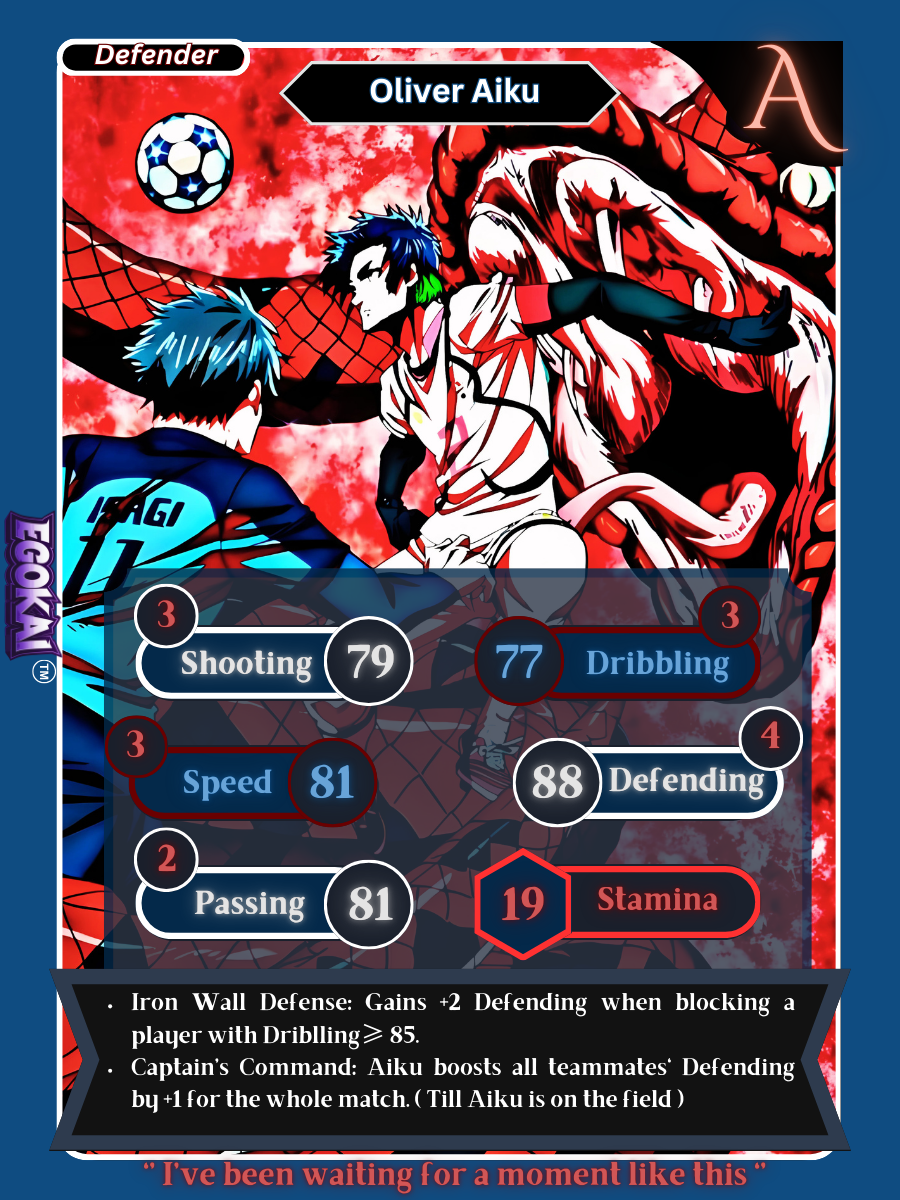 Defender
Oliver Aiku
A
ISAGI
11
EGOKAI
TM
3
Shooting 79
3
77 Dribbling
3
Speed 81
4
88 Defending
2
Passing 81
19 Stamina
• Iron Wall Defense: Gains +2 Defending when blocking a
player with Driblling≥ 85.
• Captain's Command: Aiku boosts all teammates‘ Defending
by +1 for the whole match. ( Till Aiku is on the field )
“ I've been waiting for a moment like this ”